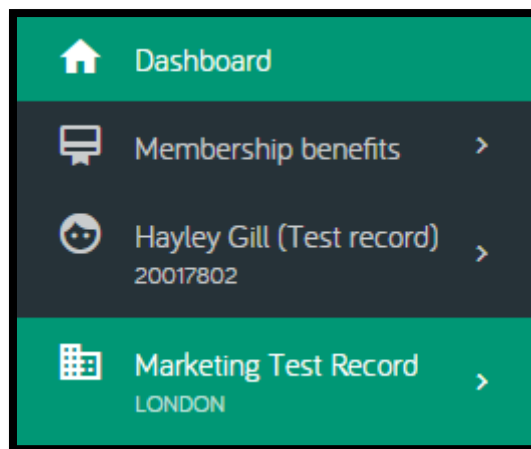 Dashboard
Membership benefits
Hayley Gill (Test record)
20017802
Marketing Test Record
LONDON